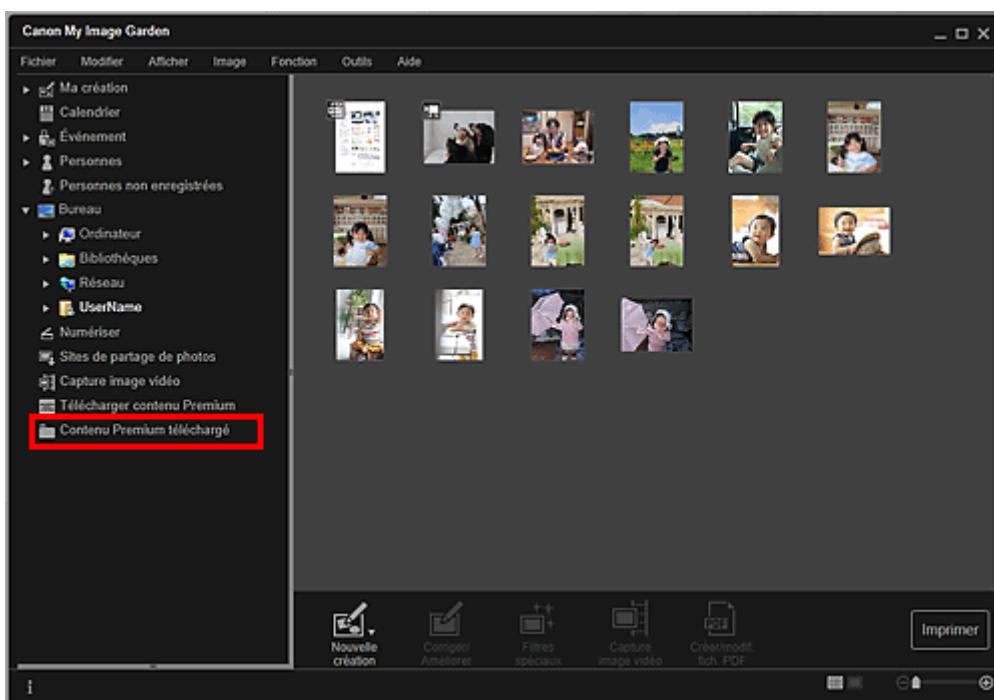 Canon My Image Garden
Fichier Modifier Afficher Image Fonction Outils Aide
Ma création
Calendrier
Événement
Personnes
Personnes non enregistrées
Bureau
Ordinateur
Bibliothèques
Réseau
UserName
Numériser
Sites de partage de photos
Capture image vidéo
Télécharger contenu Premium
Contenu Premium téléchargé
Nouvelle
création
Corriger/
Améliorer
Filtres
spéciaux
Capture
image vidéo
Créer/modif.
fich. PDF
Imprimer